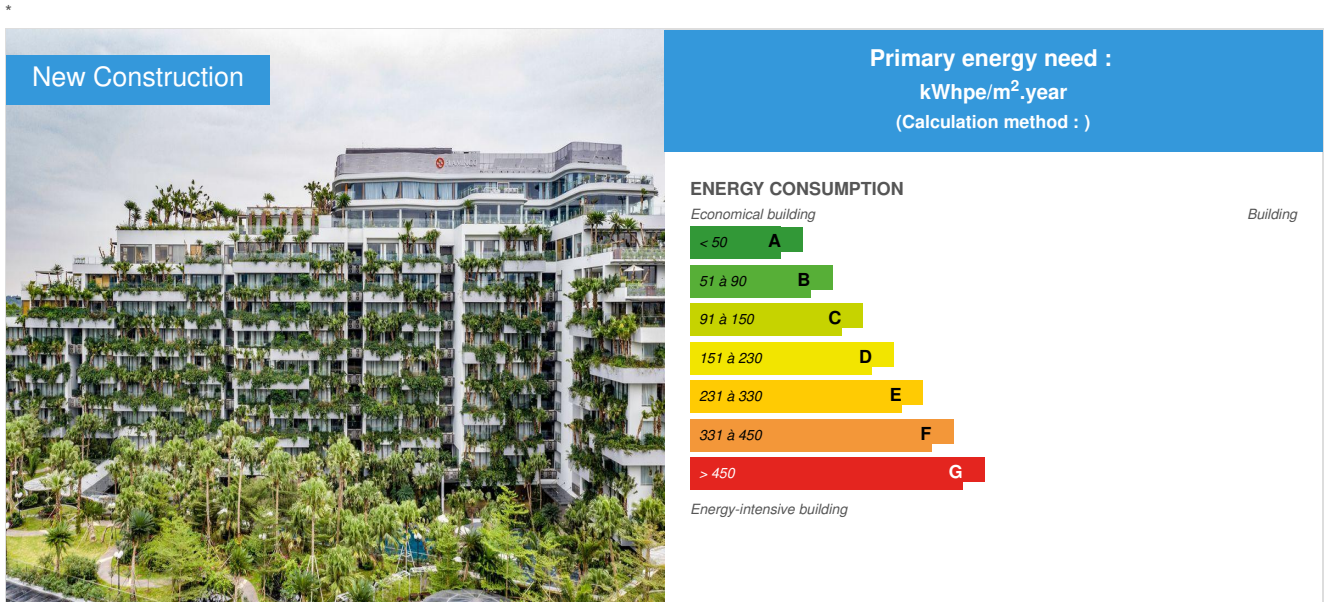 *
New Construction
FLAMINGO
Primary energy need :
kWhpe/m².year
(Calculation method : )
ENERGY CONSUMPTION
Economical building
Building
< 50 A
51 à 90 B
91 à 150 C
151 à 230 D
231 à 330 E
331 à 450 F
> 450 G
Energy-intensive building